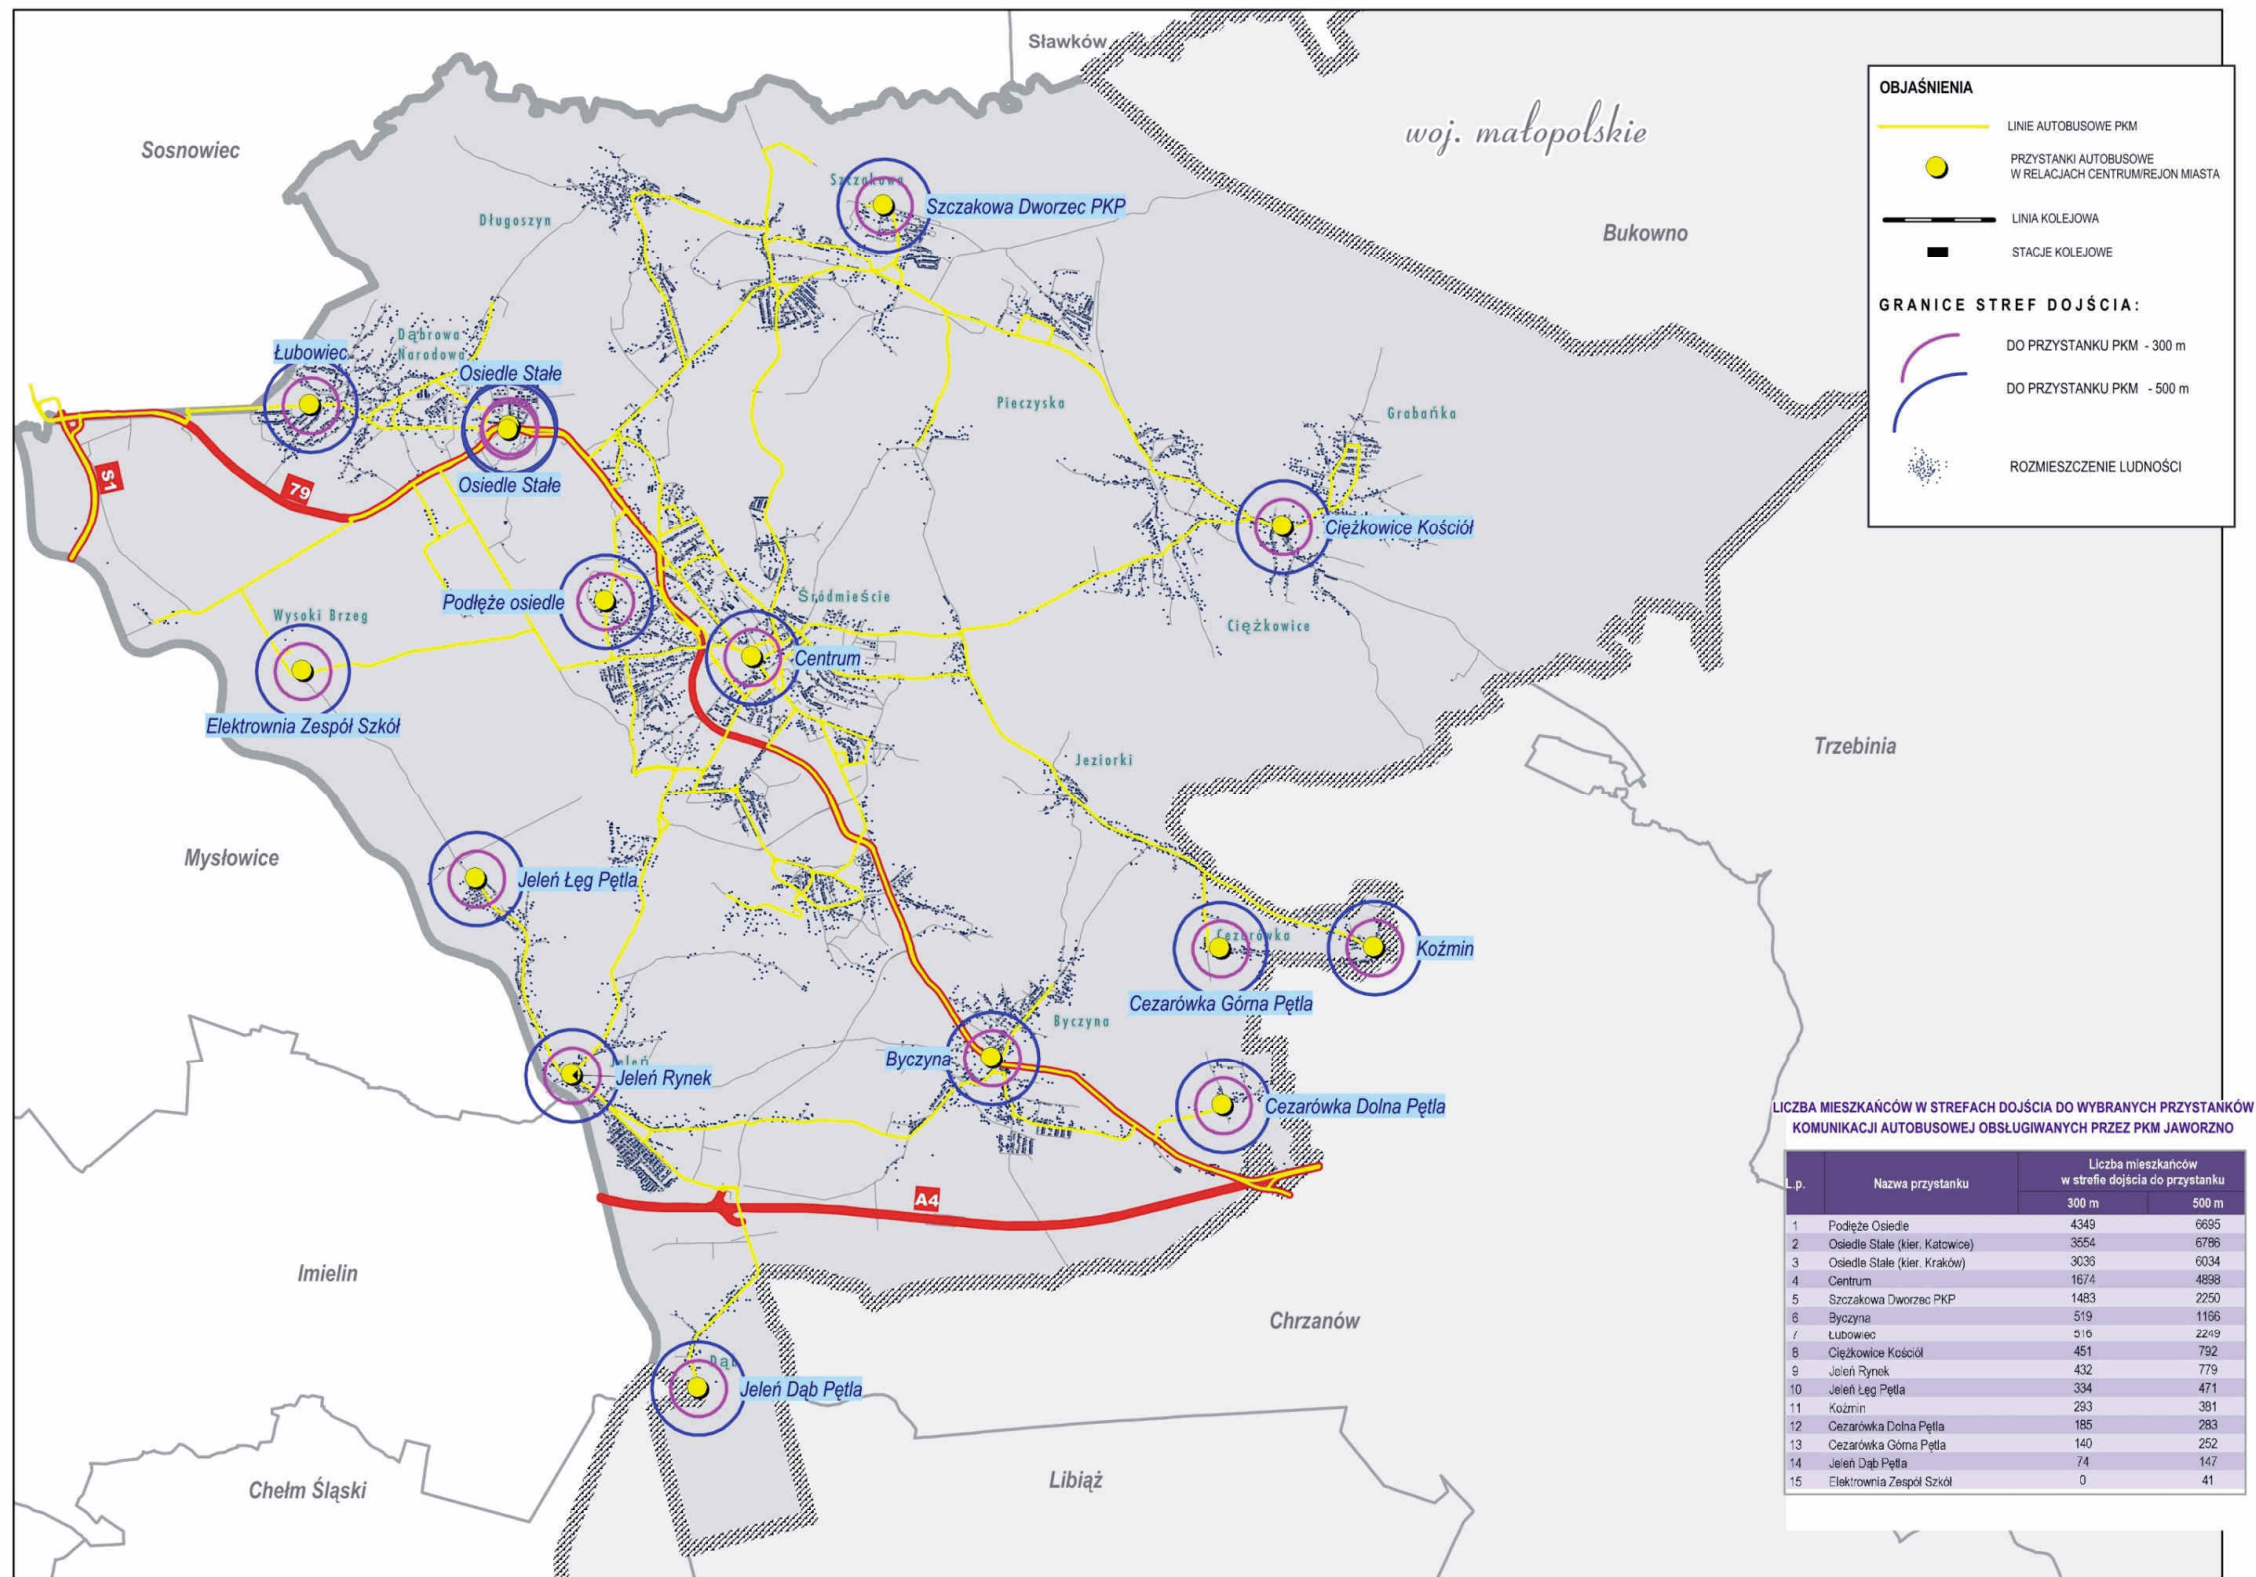 Sławków
Sosnowiec
woj. małopolskie
Szczakowa
Szczakowa Dworzec PKP
Długoszyn
Bukowno
Dąbrowa
Narodowa
Łubowiec
Osiedle Stałe
Pieczyska
Grabańka
S1
79
Osiedle Stałe
Ciężkowice Kościół
Podłęże osiedle
Śródmieście
Wysoki Brzeg
Ciężkowice
Centrum
Elektrownia Zespół Szkół
Trzebinia
Jeziorki
Mysłowice
Jeleń Łęg Pętla
Cezarówka
Koźmin
Cezarówka Górna Pętla
Byczyna
Byczyna
Jeleń
Jeleń Rynek
Cezarówka Dolna Pętla
A4
Imielin
Chrzanów
Dąb
Jeleń Dąb Pętla
Chełm Śląski
Libiąż
OBJAŚNIENIA
LINIE AUTOBUSOWE PKM
PRZYSTANKI AUTOBUSOWE
W RELACJACH CENTRUM/REJON MIASTA
LINIA KOLEJOWA
STACJE KOLEJOWE
GRANICE STREF DOJŚCIA:
DO PRZYSTANKU PKM - 300 m
DO PRZYSTANKU PKM - 500 m
ROZMIESZCZENIE LUDNOŚCI
LICZBA MIESZKAŃCÓW W STREFACH DOJŚCIA DO WYBRANYCH PRZYSTANKÓW
KOMUNIKACJI AUTOBUSOWEJ OBSŁUGIWANYCH PRZEZ PKM JAWORZNO
L.p. Nazwa przystanku Liczba mieszkańców
w strefie dojścia do przystanku
300 m 500 m
1 Podłęże Osiedle 4349 6695
2 Osiedle Stałe (kier. Katowice) 3554 6786
3 Osiedle Stałe (kier. Kraków) 3036 6034
4 Centrum 1674 4898
5 Szczakowa Dworzec PKP 1483 2250
6 Byczyna 519 1166
7 Łubowiec 516 2249
8 Ciężkowice Kościół 451 792
9 Jeleń Rynek 432 779
10 Jeleń Łęg Pętla 334 471
11 Koźmin 293 381
12 Cezarówka Dolna Pętla 185 283
13 Cezarówka Górna Pętla 140 252
14 Jeleń Dąb Pętla 74 147
15 Elektrownia Zespół Szkół 0 41